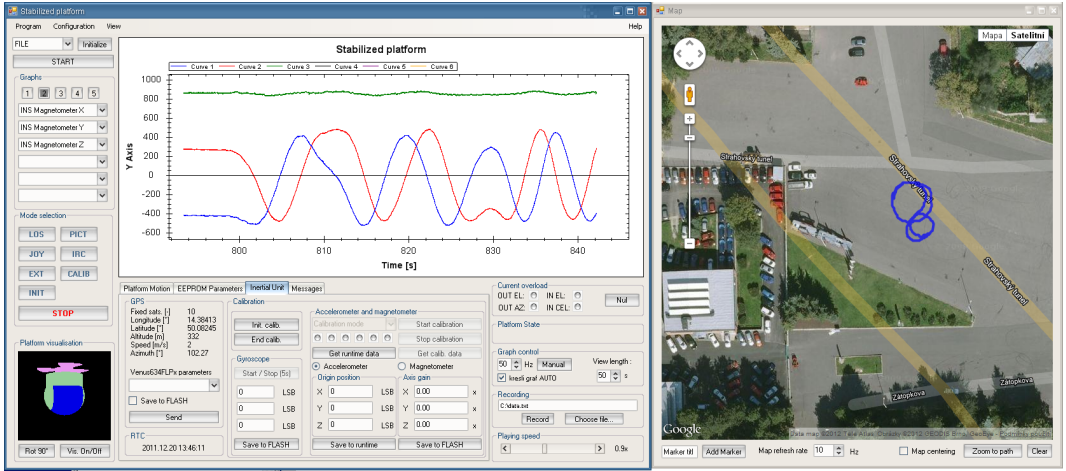 Stabilized platform
Program Configuration View Help
FILE Initialize
START
Graphs
1 2 3 4 5
INS Magnetometer X
INS Magnetometer Y
INS Magnetometer Z
Mode selection
LOS PICT
JOY IRC
EXT CALIB
INIT
STOP
Platform visualisation
Rot 90° Vis. On/Off
Stabilized platform
Curve 1 Curve 2 Curve 3 Curve 4 Curve 5 Curve 6
Y Axis
1000
800
600
400
200
0
-200
-400
-600
800 810 820 830 840
Time [s]
Platform Motion EEPROM Parameters Inertial Unit Messages
GPS
Fixed sats. [-] 10
Longitude [°] 14.38413
Latitude [°] 50.08245
Altitude [m] 332
Speed [m/s] 2
Azimuth [°] 102.27
Venus634FLPx parameters
Save to FLASH
Send
RTC
2011.12.20 13:46:11
Calibration
Init. calib.
End calib.
Gyroscope
Start / Stop (5s)
0 LSB
0 LSB
0 LSB
Save to FLASH
Accelerometer and magnetometer
Calibration mode Start calibration
Stop calibration
Get runtime data Get calib. data
Accelerometer Magnetometer
Origin position Axis gain
X 0 LSB X 0.00 x
Y 0 LSB Y 0.00 x
Z 0 LSB Z 0.00 x
Save to runtime Save to FLASH
Current overload
OUT EL: IN EL:
OUT AZ: IN CEL:
Nul
Platform State
Graph control
50 Hz Manual View length :
kresli graf AUTO 50 s
Recording
C:\data.txt
Record Choose file...
Playing speed
0.9x
Map
Mapa Satelitní
Strahovský tunel
Strahovský tunel
Strahovský tunel
Zátopkova
Zátopkova
Google
Marker titl Add Marker Map refresh rate 10 Hz Map centering Zoom to path Clear